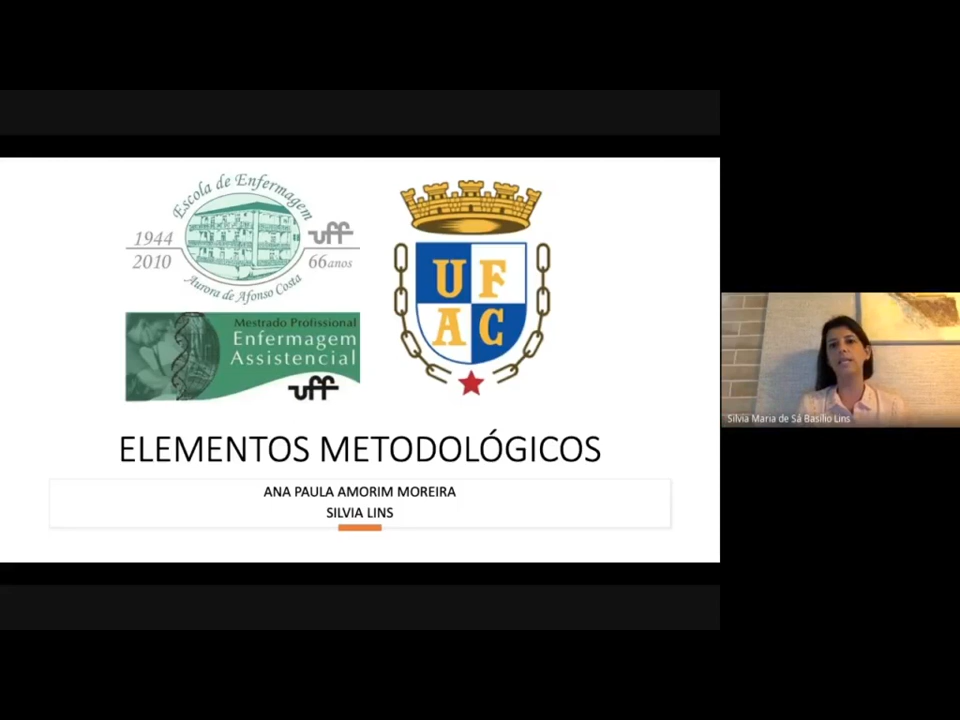 Escola de Enfermagem
1944
2010
uff
66 anos
Aurora de Afonso Costa
Mestrado Profissional
Enfermagem
Assistencial
uff
U F
A C
ELEMENTOS METODOLÓGICOS
ANA PAULA AMORIM MOREIRA
SILVIA LINS
Silvia Maria de Sá Basilio Lins